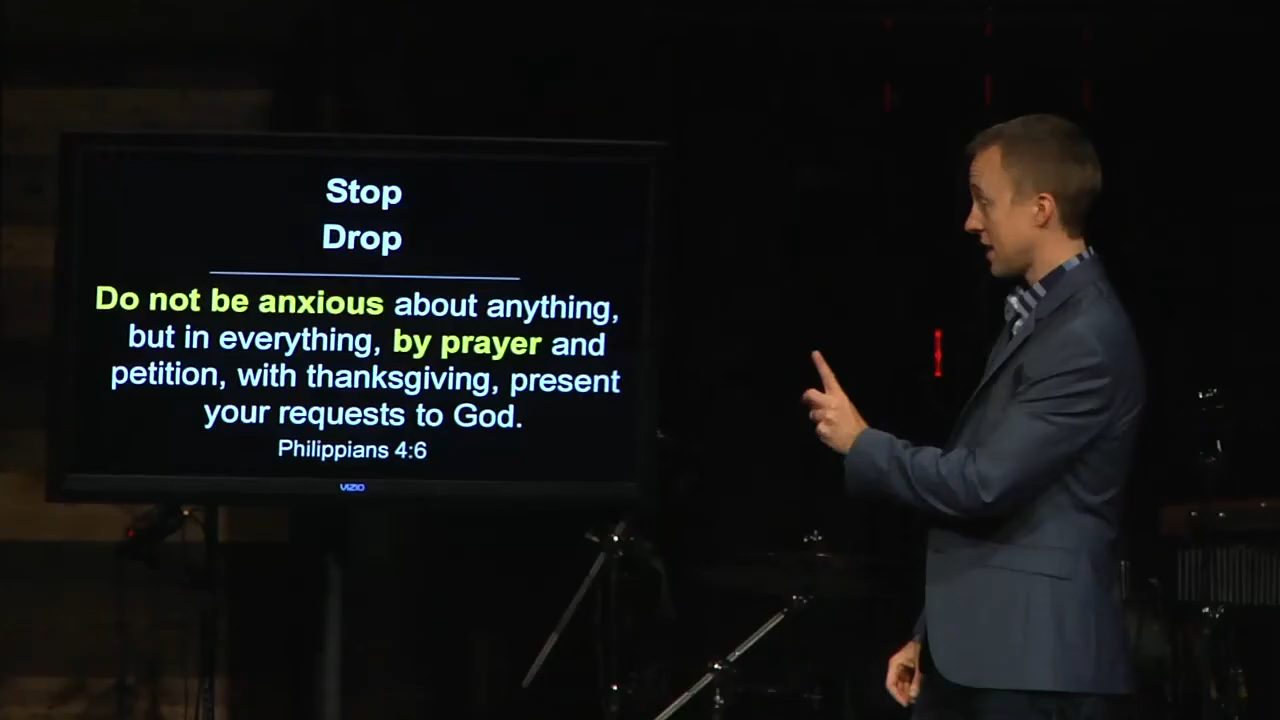 Stop
Drop
Do not be anxious about anything,
but in everything, by prayer and
petition, with thanksgiving, present
your requests to God.
Philippians 4:6
VIZIO